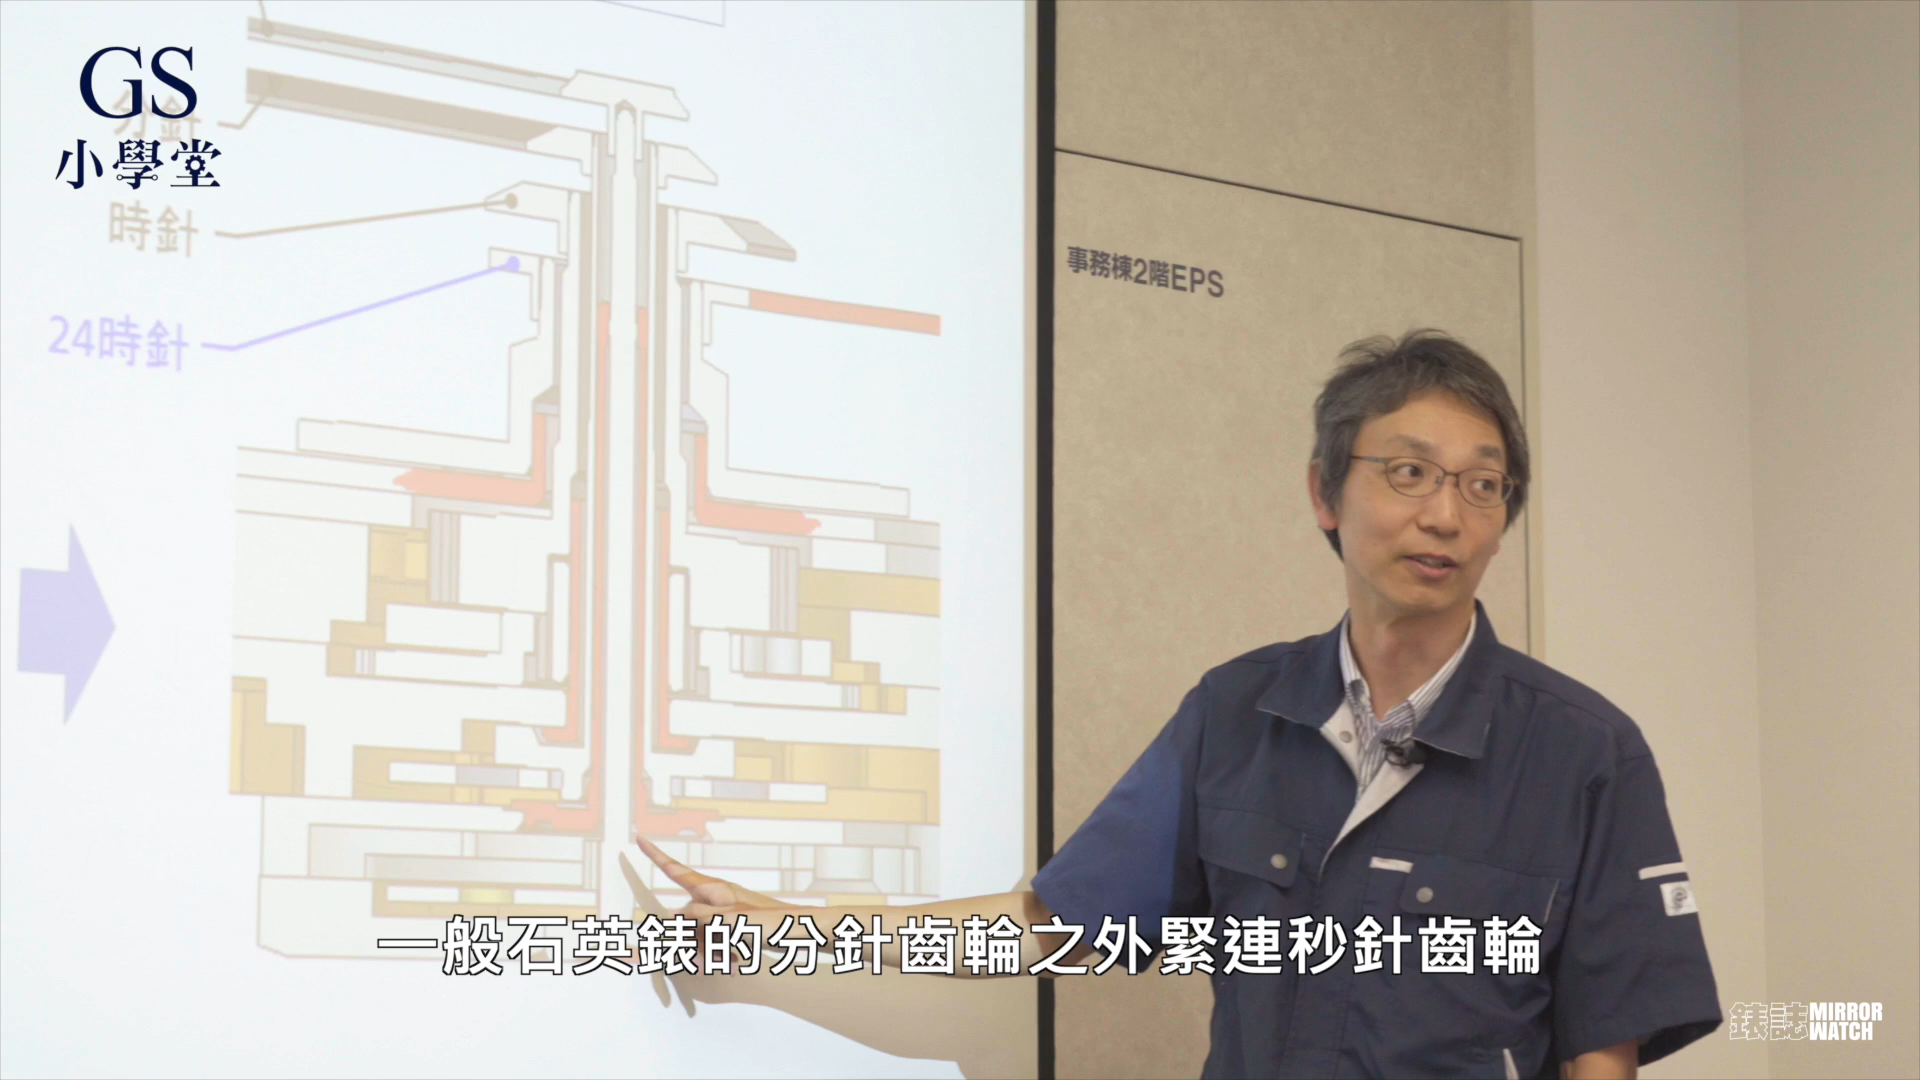 GS
小學堂
分針
時針
24時針
事務棟2階EPS
一般石英錶的分針齒輪之外緊連秒針齒輪
錶誌 MIRROR
WATCH